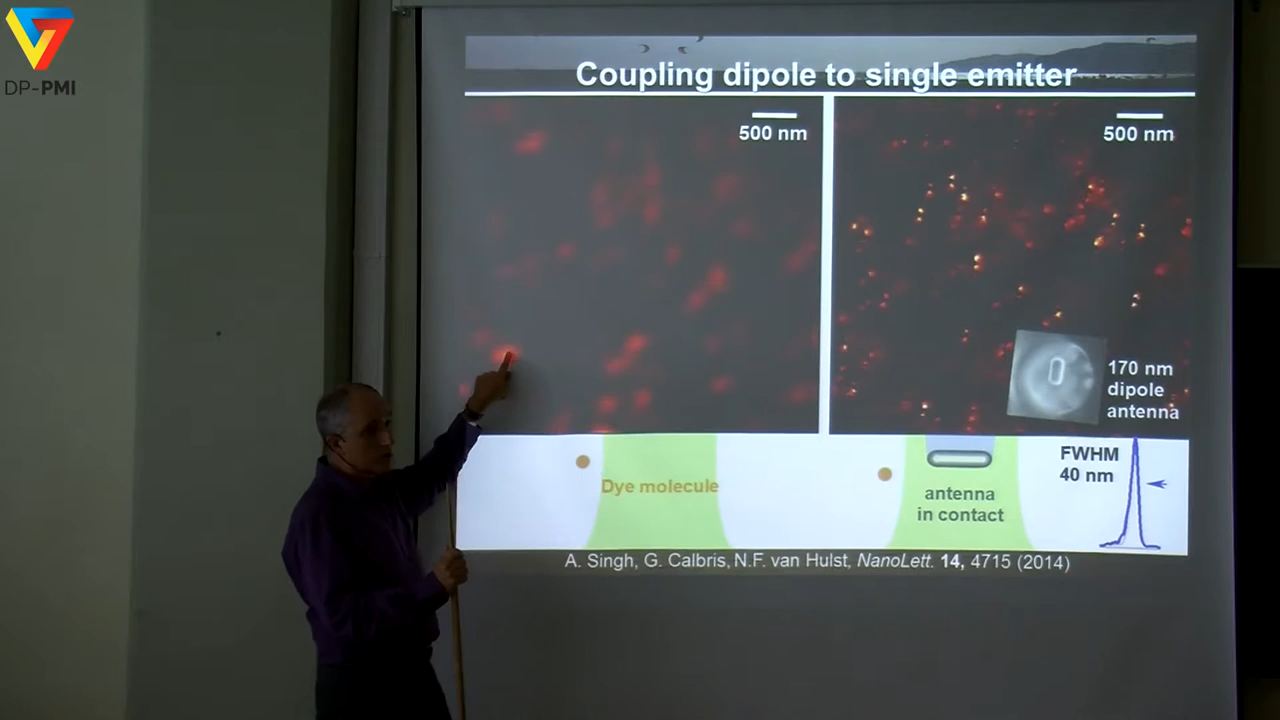 DP-PMI
Coupling dipole to single emitter
500 nm
500 nm
170 nm
dipole
antenna
Dye molecule
antenna
in contact
FWHM
40 nm
A. Singh, G. Calbris, N.F. van Hulst, NanoLett. 14, 4715 (2014)